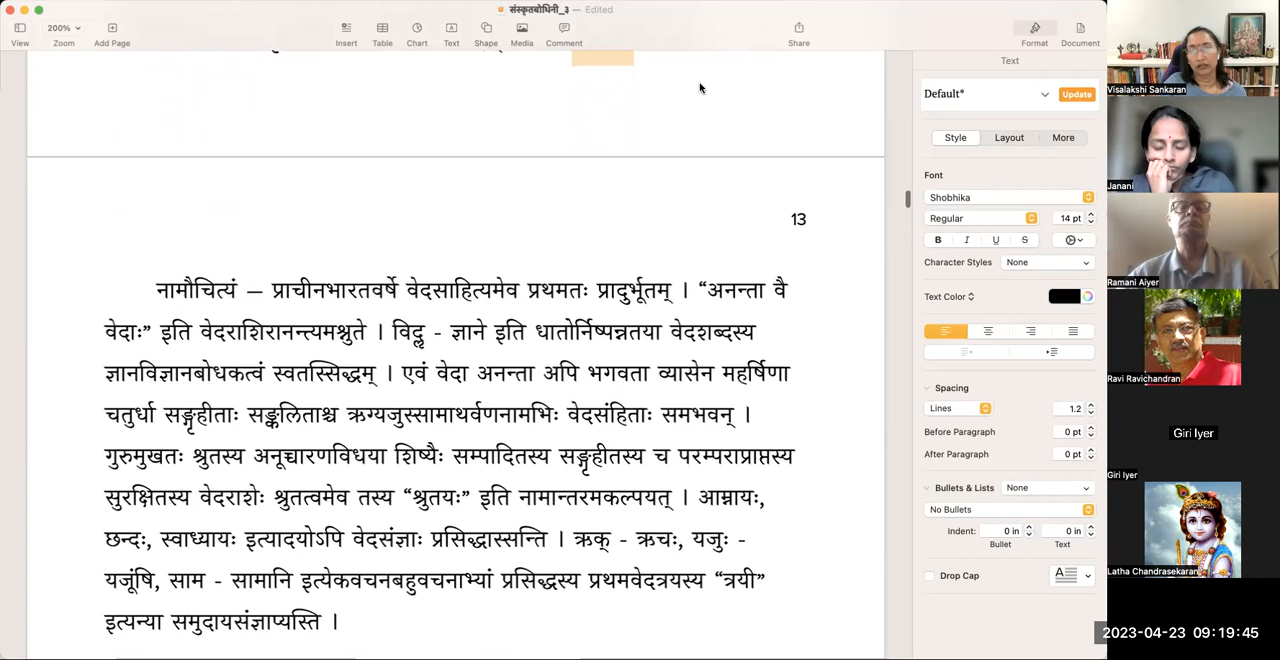 संस्कृतबोधिनी_३ — Edited
View
200%
Zoom
Add Page
Insert
Table
Chart
Text
Shape
Media
Comment
Share
Format
Document
Text
Default*
Update
Style
Layout
More
Font
Shobhika
Regular
14 pt
B I U S
Character Styles
None
Text Color
Spacing
Lines
1.2
Before Paragraph
0 pt
After Paragraph
0 pt
Bullets & Lists
None
No Bullets
Indent:
0 in
0 in
Bullet
Text
Drop Cap
A
13
नामौचित्यं — प्राचीनभारतवर्षे वेदसाहित्यमेव प्रथमतः प्रादुर्भूतम् । “अनन्ता वै
वेदाः” इति वेदराशिरानन्त्यमश्नुते । विद्लृ - ज्ञाने इति धातोर्निष्पन्नतया वेदशब्दस्य
ज्ञानविज्ञानबोधकत्वं स्वतस्सिद्धम् । एवं वेदा अनन्ता अपि भगवता व्यासेन महर्षिणा
चतुर्धा सङ्गृहीताः सङ्कलिताश्च ऋग्यजुस्सामाथर्वणनामभिः वेदसंहिताः समभवन् ।
गुरुमुखतः श्रुतस्य अनूच्चारणविधया शिष्यैः सम्पादितस्य सङ्गृहीतस्य च परम्पराप्राप्तस्य
सुरक्षितस्य वेदराशेः श्रुतत्वमेव तस्य “श्रुतयः” इति नामान्तरमकल्पयत् । आम्नायः,
छन्दः, स्वाध्यायः इत्यादयोऽपि वेदसंज्ञाः प्रसिद्धास्सन्ति । ऋक् - ऋचः, यजुः -
यजूंषि, साम - सामानि इत्येकवचनबहुवचनाभ्यां प्रसिद्धस्य प्रथमवेदत्रयस्य “त्रयी”
इत्यन्या समुदायसंज्ञाप्यस्ति ।
Visalakshi Sankaran
Janani
Ramani Aiyer
Ravi Ravichandran
Giri Iyer
Giri Iyer
Latha Chandrasekaran
2023-04-23 09:19:45